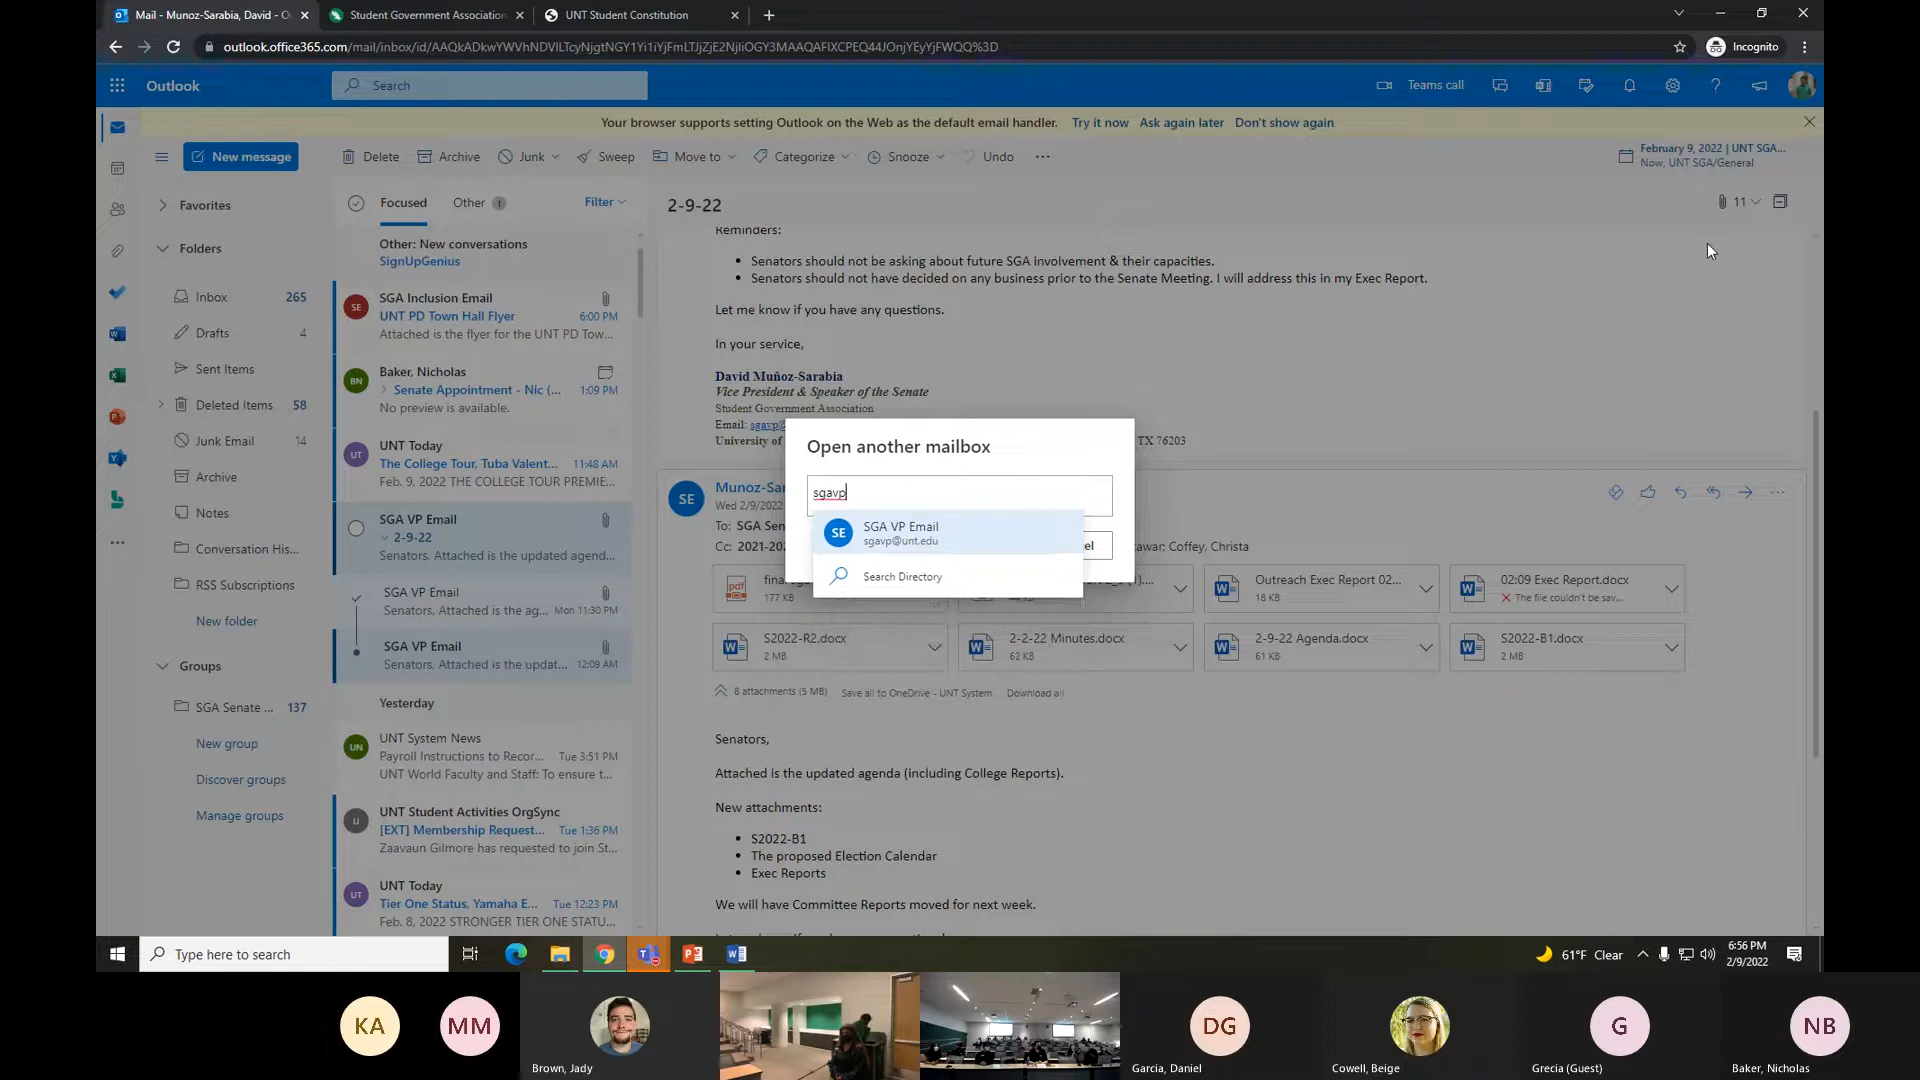 Mail - Munoz-Sarabia, David - O
Student Government Association
UNT Student Constitution
outlook.office365.com/mail/inbox/id/AAQkADkwYWVhNDVlLTcyNjgtNGY1Yi1iYjFmLTJjZjE2NjliOGY3MAAQAFlXCPEQ44JOnjYEyYjFWQQ%3D
Incognito
Outlook
Search
Teams call
Your browser supports setting Outlook on the Web as the default email handler. Try it now Ask again later Don't show again
New message
Delete Archive Junk Sweep Move to Categorize Snooze Undo
February 9, 2022 | UNT SGA...
Now, UNT SGA/General
Favorites
Folders
Inbox 265
Drafts 4
Sent Items
Deleted Items 58
Junk Email 14
Archive
Notes
Conversation His...
RSS Subscriptions
New folder
Groups
SGA Senate ... 137
New group
Discover groups
Manage groups
Focused Other 1 Filter
Other: New conversations
SignUpGenius
SE
SGA Inclusion Email
UNT PD Town Hall Flyer 6:00 PM
Attached is the flyer for the UNT PD Tow...
BN
Baker, Nicholas
Senate Appointment - Nic (... 1:09 PM
No preview is available.
UT
UNT Today
The College Tour, Tuba Valent... 11:48 AM
Feb. 9, 2022 THE COLLEGE TOUR PREMIE...
SGA VP Email
2-9-22
Senators, Attached is the updated agend...
SGA VP Email
Senators, Attached is the ag... Mon 11:30 PM
SGA VP Email
Senators, Attached is the updat... 12:09 AM
Yesterday
UN
UNT System News
Payroll Instructions to Recor... Tue 3:51 PM
UNT World Faculty and Staff: To ensure t...
U
UNT Student Activities OrgSync
[EXT] Membership Request... Tue 1:36 PM
Zaavaun Gilmore has requested to join St...
UT
UNT Today
Tier One Status, Yamaha E... Tue 12:23 PM
Feb. 8, 2022 STRONGER TIER ONE STATU...
2-9-22
11
Reminders:
Senators should not be asking about future SGA involvement & their capacities.
Senators should not have decided on any business prior to the Senate Meeting. I will address this in my Exec Report.
Let me know if you have any questions.
In your service,
David Muñoz-Sarabia
Vice President & Speaker of the Senate
Student Government Association
Email: sgavp@
University of
TX 76203
Open another mailbox
sgavp
SE
SGA VP Email
sgavp@unt.edu
Search Directory
el
SE
Munoz-Sar
Wed 2/9/2022
To: SGA Sen
Cc: 2021-20
awar; Coffey, Christa
pdf
177 KB
Outreach Exec Report 02...
18 KB
02:09 Exec Report.docx
The file couldn't be sav...
S2022-R2.docx
2 MB
2-2-22 Minutes.docx
62 KB
2-9-22 Agenda.docx
61 KB
S2022-B1.docx
2 MB
8 attachments (5 MB) Save all to OneDrive - UNT System Download all
Senators,
Attached is the updated agenda (including College Reports).
New attachments:
S2022-B1
The proposed Election Calendar
Exec Reports
We will have Committee Reports moved for next week.
Type here to search
61°F Clear
6:56 PM
2/9/2022
KA
MM
Brown, Jady
DG
Garcia, Daniel
Cowell, Beige
G
Grecia (Guest)
NB
Baker, Nicholas